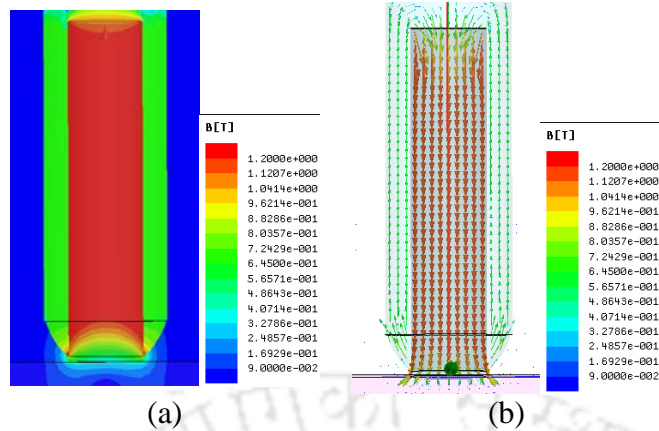 B[T]
1.2000e+000
1.1207e+000
1.0414e+000
9.6214e-001
8.8286e-001
8.0357e-001
7.2429e-001
6.4500e-001
5.6571e-001
4.8643e-001
4.0714e-001
3.2786e-001
2.4857e-001
1.6929e-001
9.0000e-002
B[T]
1.2000e+000
1.1207e+000
1.0414e+000
9.6214e-001
8.8286e-001
8.0357e-001
7.2429e-001
6.4500e-001
5.6571e-001
4.8643e-001
4.0714e-001
3.2786e-001
2.4857e-001
1.6929e-001
9.0000e-002
(a)
(b)